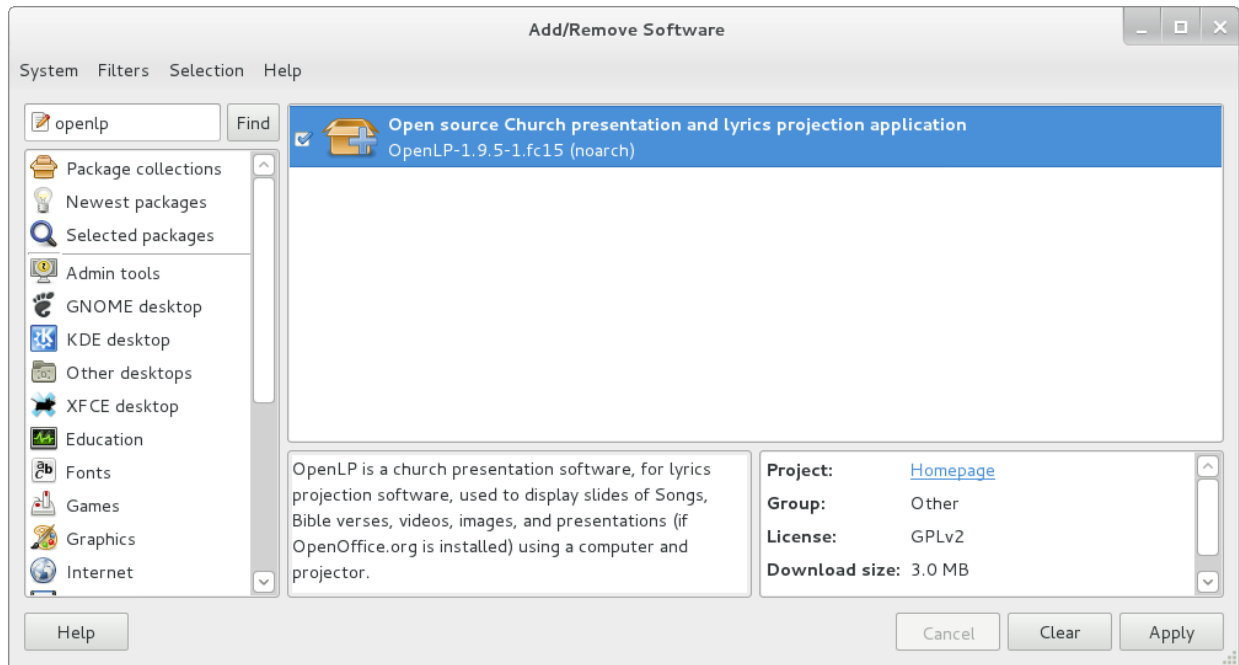 Add/Remove Software
System Filters Selection Help
openlp
Find
Package collections
Newest packages
Selected packages
Admin tools
GNOME desktop
KDE desktop
Other desktops
XFCE desktop
Education
Fonts
Games
Graphics
Internet
Open source Church presentation and lyrics projection application
OpenLP-1.9.5-1.fc15 (noarch)
OpenLP is a church presentation software, for lyrics
projection software, used to display slides of Songs,
Bible verses, videos, images, and presentations (if
OpenOffice.org is installed) using a computer and
projector.
Project: Homepage
Group: Other
License: GPLv2
Download size: 3.0 MB
Help
Cancel
Clear
Apply